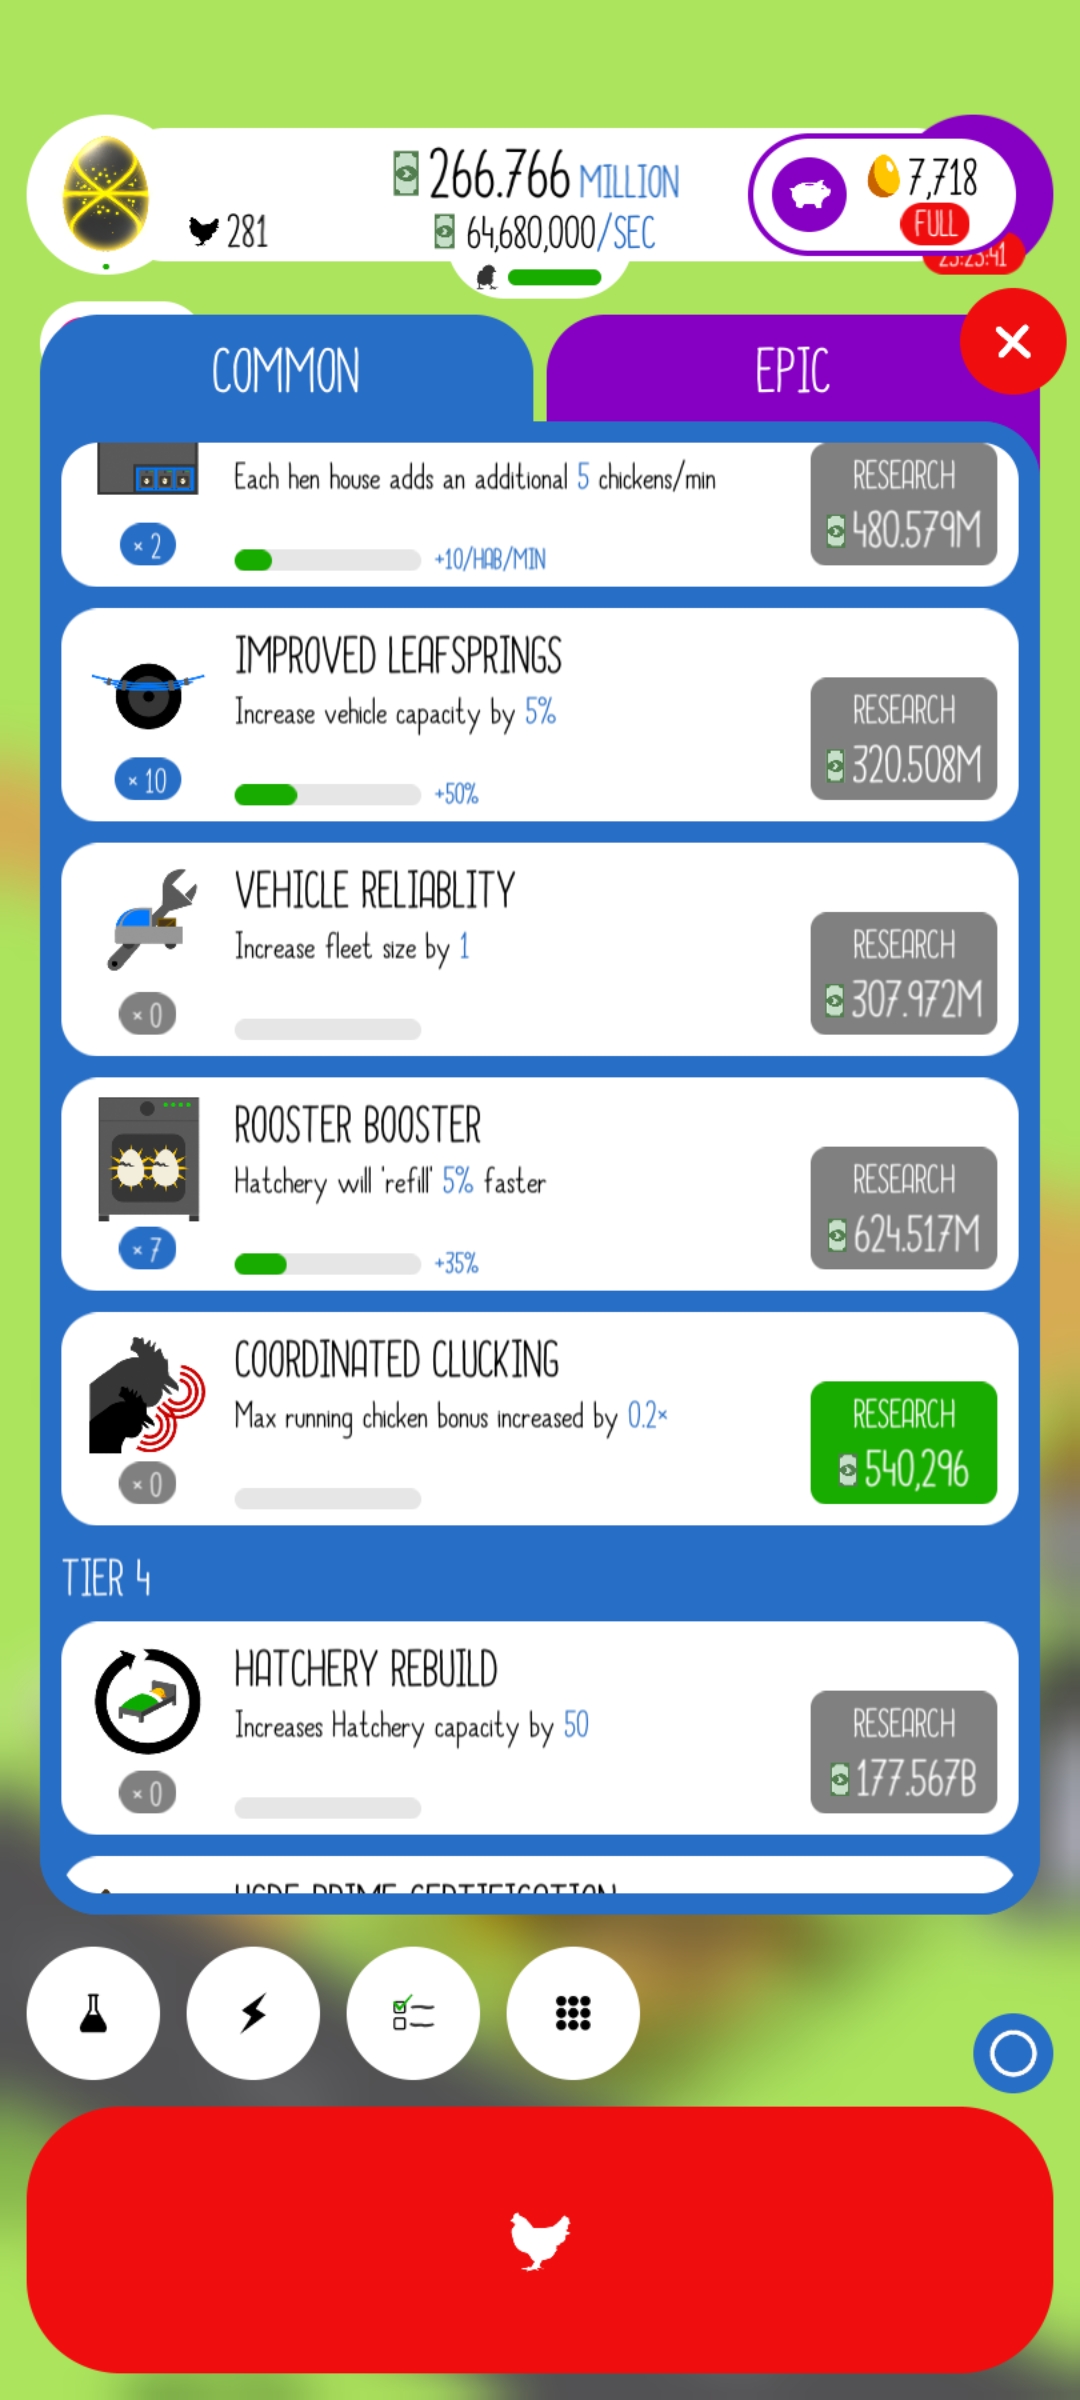 266.766 MILLION
281
64,680,000/SEC
7,718
FULL
23:23:41
COMMON
EPIC
Each hen house adds an additional 5 chickens/min
RESEARCH
480.579M
× 2
+10/HAB/MIN
IMPROVED LEAFSPRINGS
Increase vehicle capacity by 5%
RESEARCH
320.508M
× 10
+50%
VEHICLE RELIABLITY
Increase fleet size by 1
RESEARCH
307.972M
× 0
ROOSTER BOOSTER
Hatchery will 'refill' 5% faster
RESEARCH
624.517M
× 7
+35%
COORDINATED CLUCKING
Max running chicken bonus increased by 0.2×
RESEARCH
540,296
× 0
TIER 4
HATCHERY REBUILD
Increases Hatchery capacity by 50
RESEARCH
177.567B
× 0
USDE PRIME CERTIFICATION